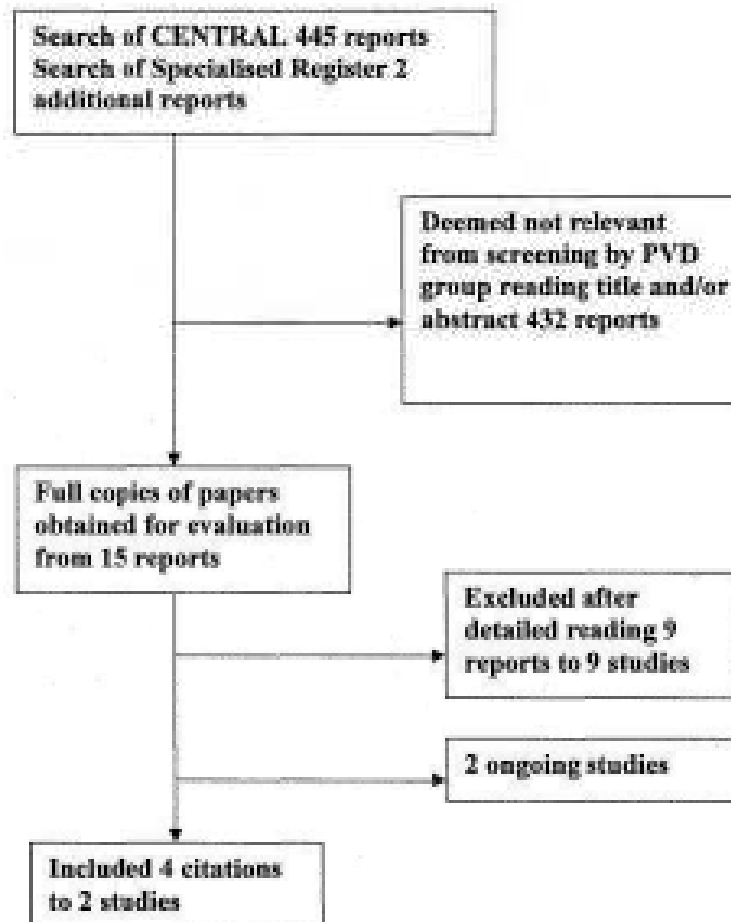 Search of CENTRAL 445 reports
Search of Specialised Register 2
additional reports
Deemed not relevant
from screening by PVD
group reading title and/or
abstract 432 reports
Full copies of papers
obtained for evaluation
from 15 reports
Excluded after
detailed reading 9
reports to 9 studies
2 ongoing studies
Included 4 citations
to 2 studies